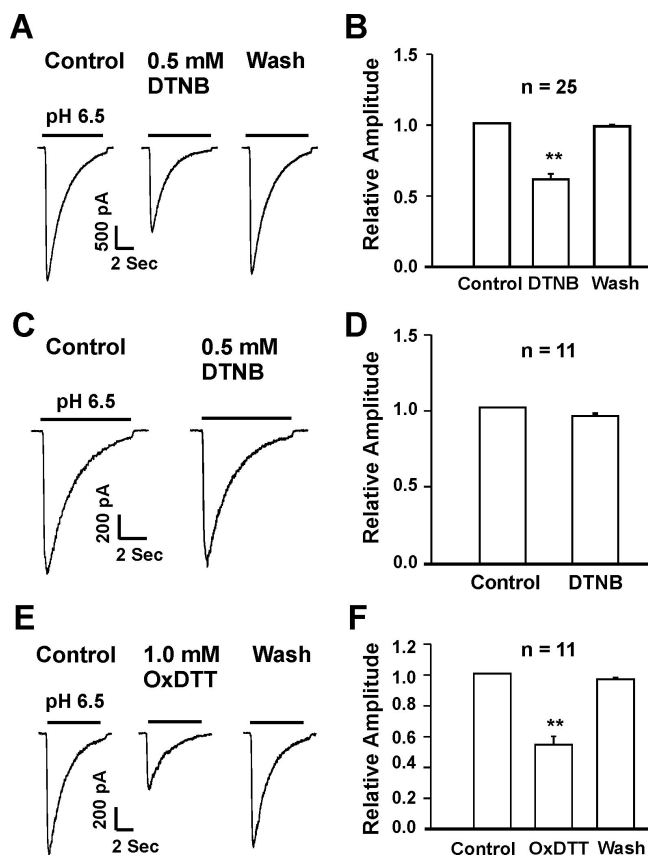 A
Control
0.5 mM
DTNB
Wash
pH 6.5
500 pA
2 Sec
B
Relative Amplitude
1.5
1.0
0.5
0.0
n = 25
**
Control DTNB Wash
C
Control
0.5 mM
DTNB
pH 6.5
200 pA
2 Sec
D
Relative Amplitude
1.5
1.0
0.5
0.0
n = 11
Control DTNB
E
Control
1.0 mM
OxDTT
Wash
pH 6.5
200 pA
2 Sec
F
Relative Amplitude
1.2
1.0
0.8
0.6
0.4
0.2
0.0
n = 11
**
Control OxDTT Wash